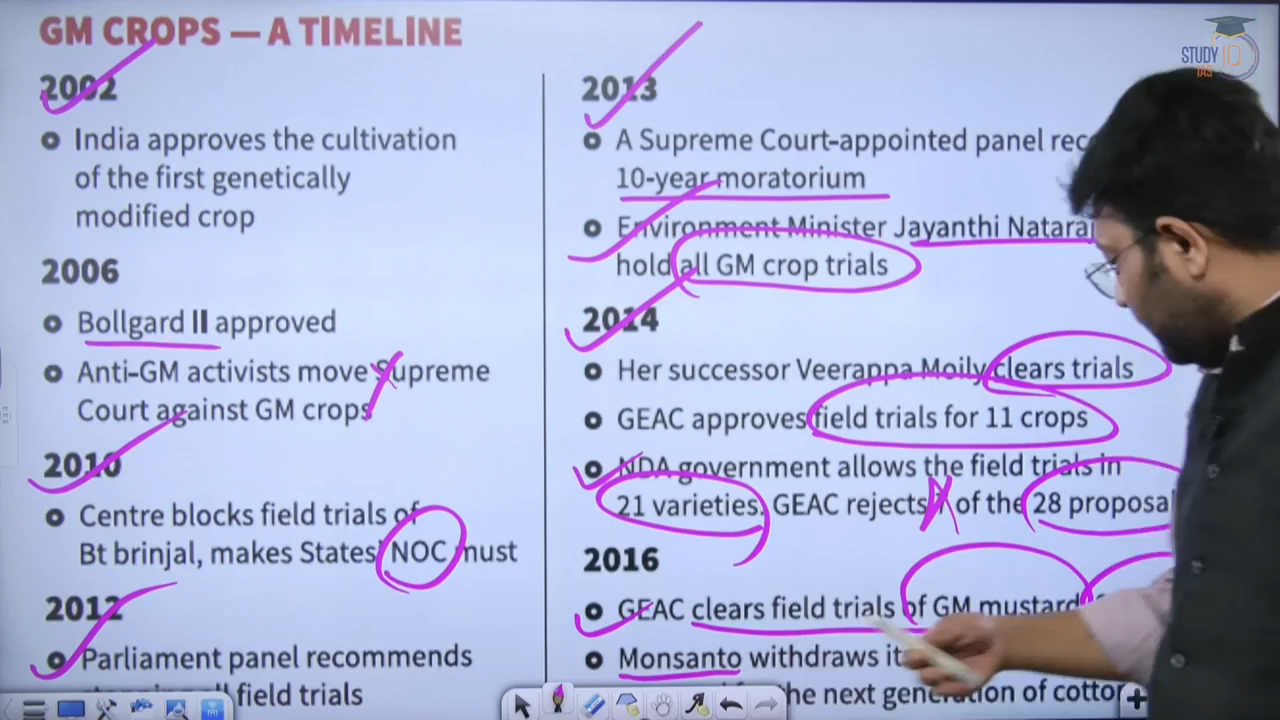 GM CROPS — A TIMELINE
2002
India approves the cultivation
of the first genetically
modified crop
2006
Bollgard II approved
Anti-GM activists move Supreme
Court against GM crops
2010
Centre blocks field trials of
Bt brinjal, makes States' NOC must
2012
Parliament panel recommends
field trials
2013
A Supreme Court-appointed panel
10-year moratorium
Environment Minister Jayanthi
hold all GM crop trials
2014
Her successor Veerappa Moily clears trials
GEAC approves field trials for 11 crops
NDA government allows the field trials in
21 varieties. GEAC rejects of the 28
2016
GEAC clears field trials of GM mustard
Monsanto withdraws
the next generation of
STUDY IQ
IAS